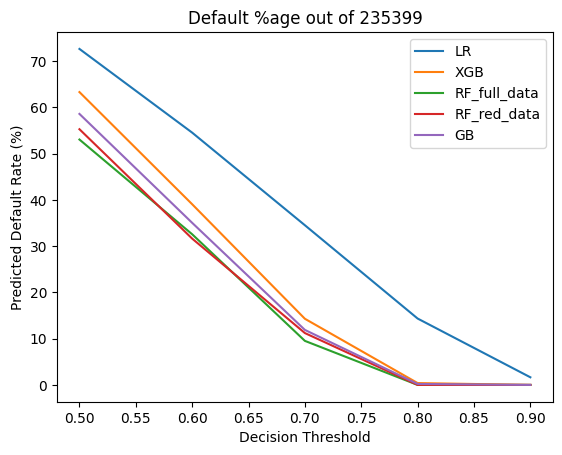 Default %age out of 235399
Predicted Default Rate (%)
70
60
50
40
30
20
10
0
LR
XGB
RF_full_data
RF_red_data
GB
0.50 0.55 0.60 0.65 0.70 0.75 0.80 0.85 0.90
Decision Threshold